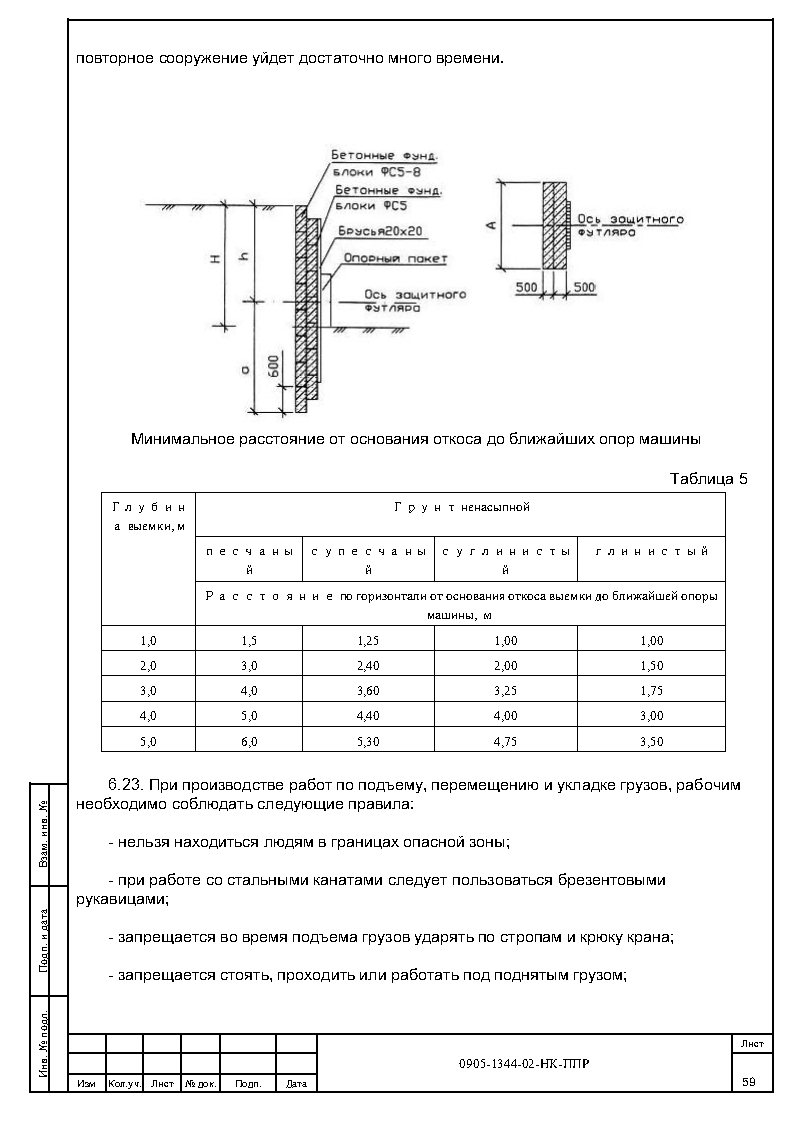 повторное сооружение уйдет достаточно много времени.
Бетонные фунд.
блоки ФС5-8
Бетонные фунд.
блоки ФС5
Брусья20х20
Опорный пакет
Ось защитного
футляра
H
h
а
600
А
Ось защитного
футляра
500
500
Минимальное расстояние от основания откоса до ближайших опор машины
Таблица 5
Глубин
а выемки, м
Грунт ненасыпной
песчаны
й
супесчаны
й
суглинисты
й
глинистый
Расстояние по горизонтали от основания откоса выемки до ближайшей опоры
машины, м
1,0 1,5 1,25 1,00 1,00
2,0 3,0 2,40 2,00 1,50
3,0 4,0 3,60 3,25 1,75
4,0 5,0 4,40 4,00 3,00
5,0 6,0 5,30 4,75 3,50
6.23. При производстве работ по подъему, перемещению и укладке грузов, рабочим
необходимо соблюдать следующие правила:
- нельзя находиться людям в границах опасной зоны;
- при работе со стальными канатами следует пользоваться брезентовыми
рукавицами;
- запрещается во время подъема грузов ударять по стропам и крюку крана;
- запрещается стоять, проходить или работать под поднятым грузом;
Взам. инв. №
Подп. и дата
Инв. № подл.
Изм Кол.уч. Лист № док. Подп. Дата
0905-1344-02-НК-ППР
Лист
59